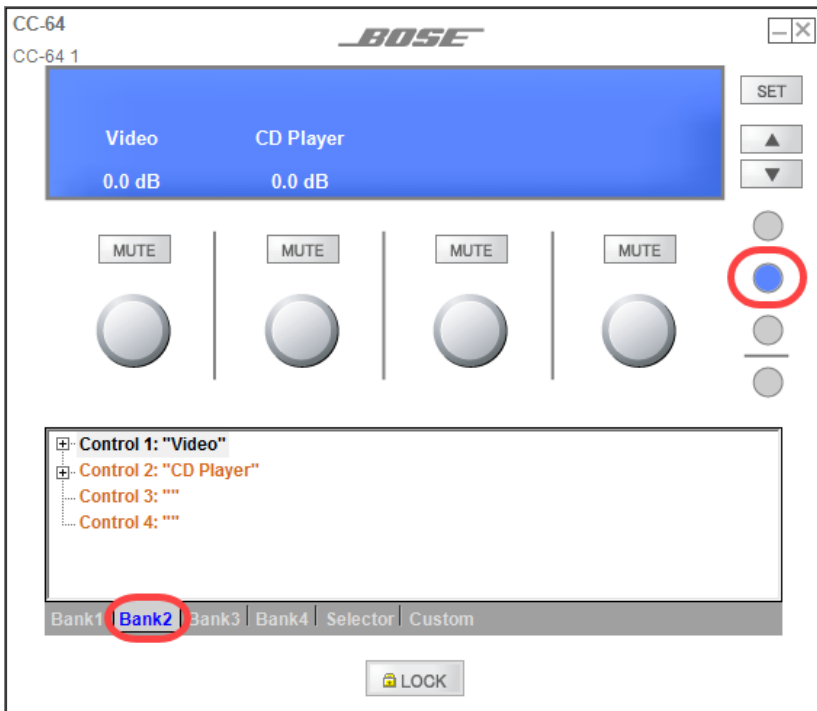 CC-64
BOSE
CC-64 1
SET
Video CD Player
0.0 dB 0.0 dB
MUTE MUTE MUTE MUTE
Control 1: "Video"
Control 2: "CD Player"
Control 3: ""
Control 4: ""
Bank1 Bank2 Bank3 Bank4 Selector Custom
LOCK